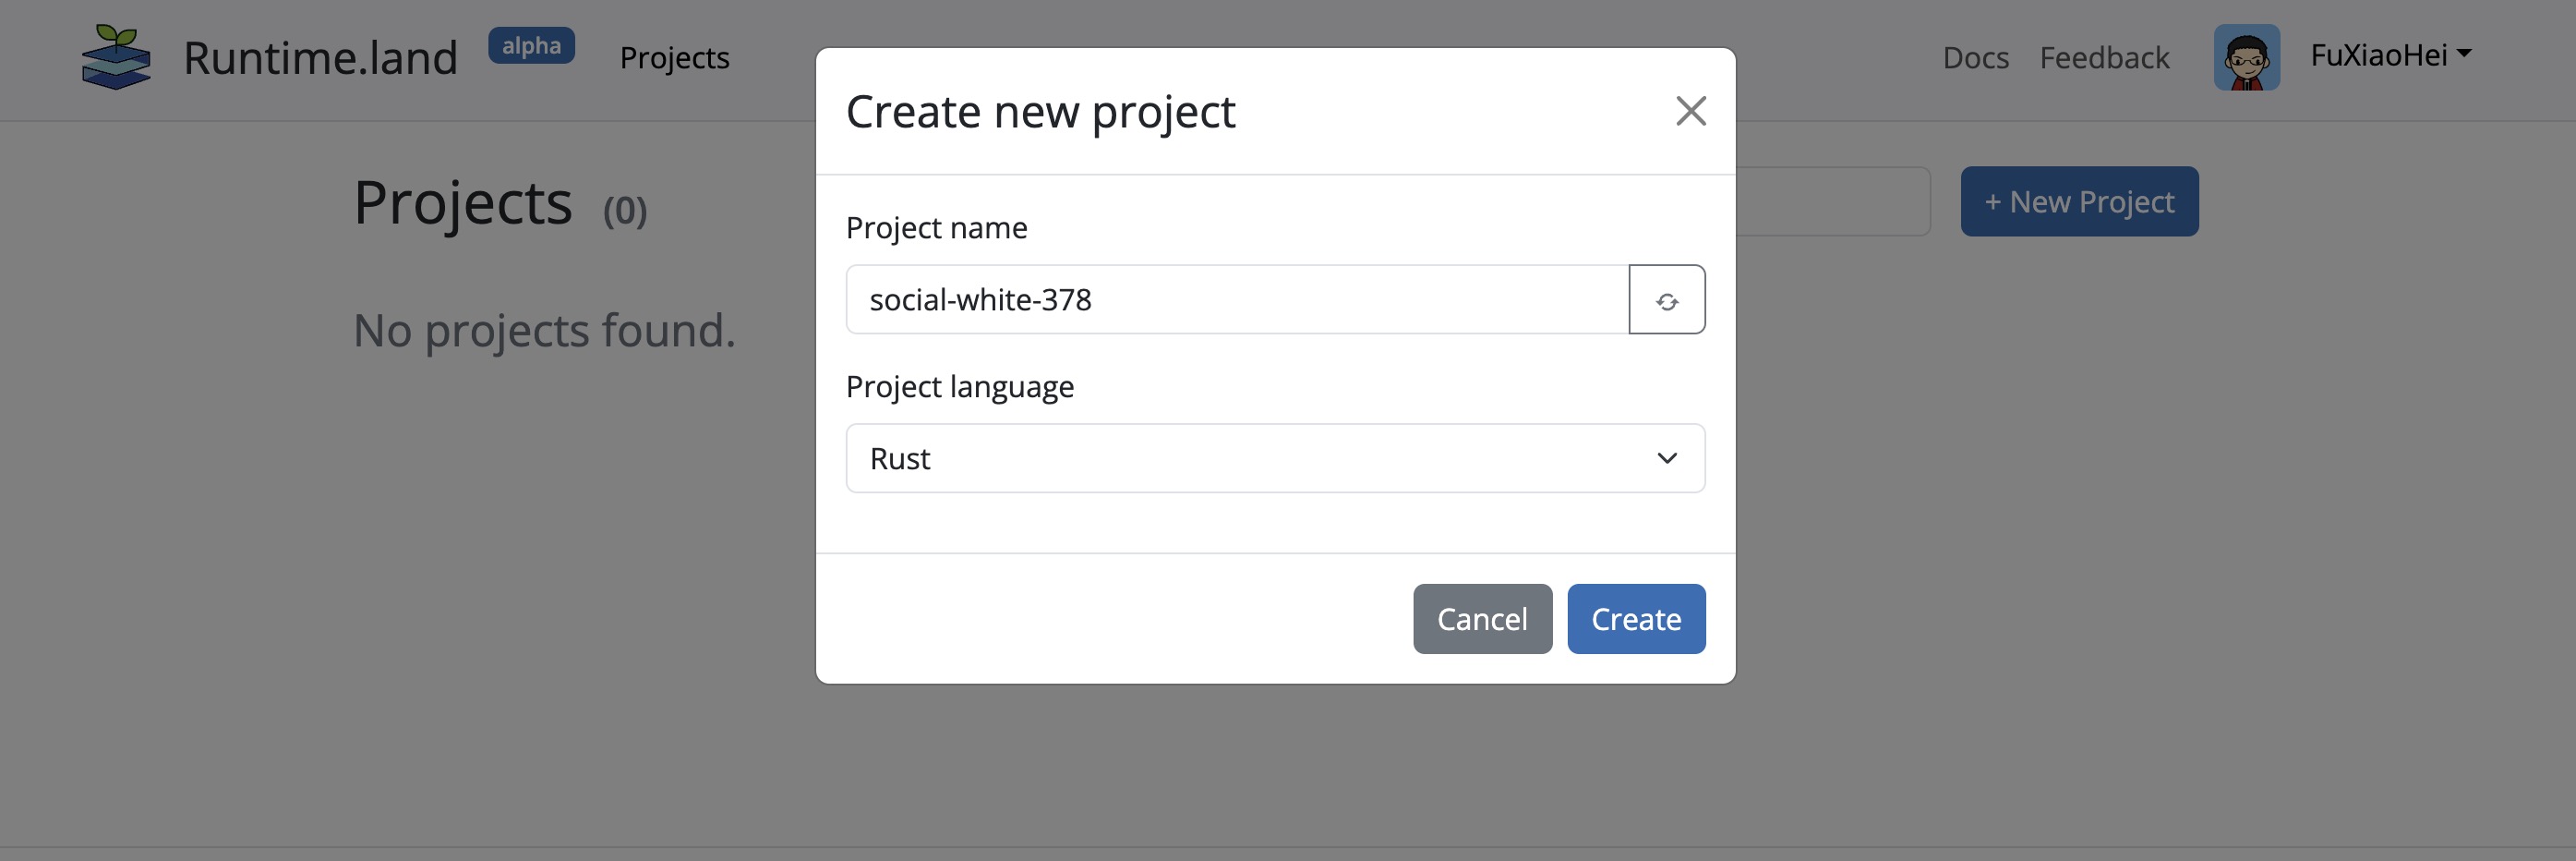 Runtime.land alpha Projects Docs Feedback FuXiaoHei
Projects (0) + New Project
No projects found.
Create new project
Project name
social-white-378
Project language
Rust
Cancel Create